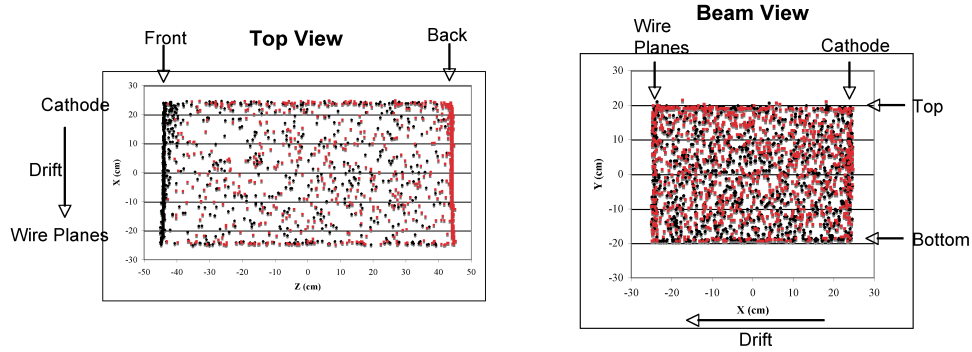 Front
Top View
Back
Cathode
Drift
Wire Planes
30
20
10
0
-10
-20
-30
X (cm)
-50 -40 -30 -20 -10 0 10 20 30 40 50
Z (cm)
Beam View
Wire
Planes
Cathode
Top
Bottom
30
20
10
0
-10
-20
-30
Y (cm)
-30 -20 -10 0 10 20 30
X (cm)
Drift